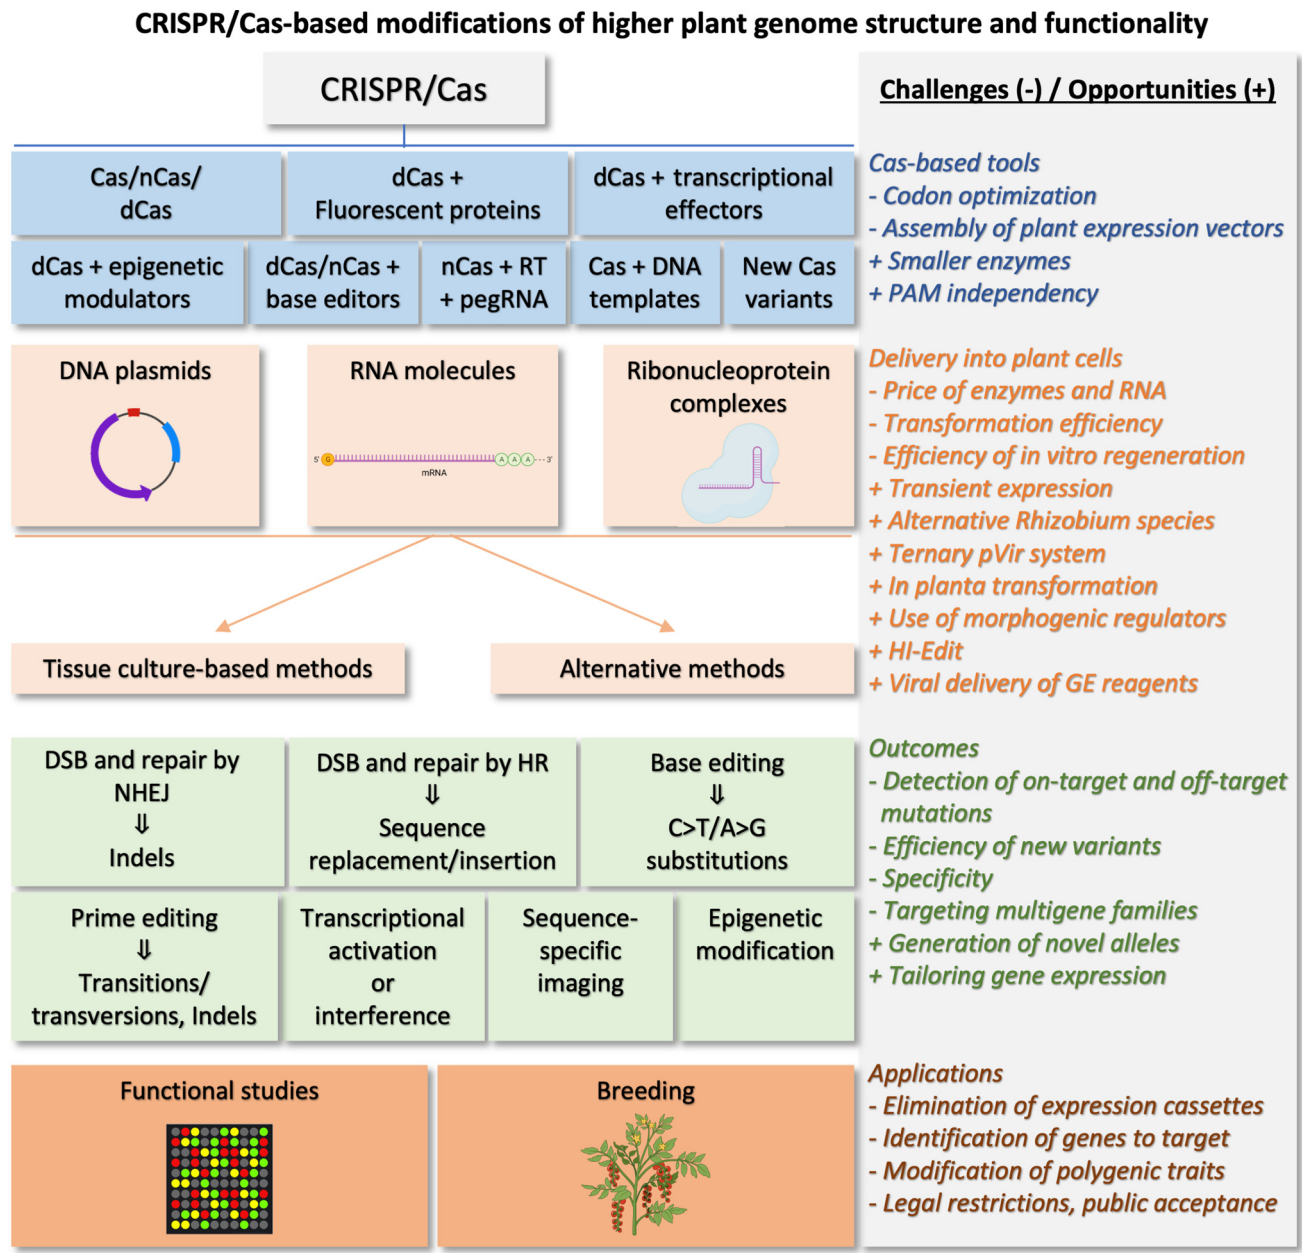 CRISPR/Cas-based modifications of higher plant genome structure and functionality
CRISPR/Cas
Cas/nCas/
dCas
dCas +
Fluorescent proteins
dCas + transcriptional
effectors
dCas + epigenetic
modulators
dCas/nCas +
base editors
nCas + RT
+ pegRNA
Cas + DNA
templates
New Cas
variants
DNA plasmids
RNA molecules
5'
G
A
A
A
3'
mRNA
Ribonucleoprotein
complexes
Tissue culture-based methods
Alternative methods
DSB and repair by
NHEJ
⇓
Indels
DSB and repair by HR
⇓
Sequence
replacement/insertion
Base editing
⇓
C>T/A>G
substitutions
Prime editing
⇓
Transitions/
transversions, Indels
Transcriptional
activation
or
interference
Sequence-
specific
imaging
Epigenetic
modification
Functional studies
Breeding
Challenges (-) / Opportunities (+)
Cas-based tools
- Codon optimization
- Assembly of plant expression vectors
+ Smaller enzymes
+ PAM independency
Delivery into plant cells
- Price of enzymes and RNA
- Transformation efficiency
- Efficiency of in vitro regeneration
+ Transient expression
+ Alternative Rhizobium species
+ Ternary pVir system
+ In planta transformation
+ Use of morphogenic regulators
+ HI-Edit
+ Viral delivery of GE reagents
Outcomes
- Detection of on-target and off-target
mutations
- Efficiency of new variants
- Specificity
- Targeting multigene families
+ Generation of novel alleles
+ Tailoring gene expression
Applications
- Elimination of expression cassettes
- Identification of genes to target
- Modification of polygenic traits
- Legal restrictions, public acceptance